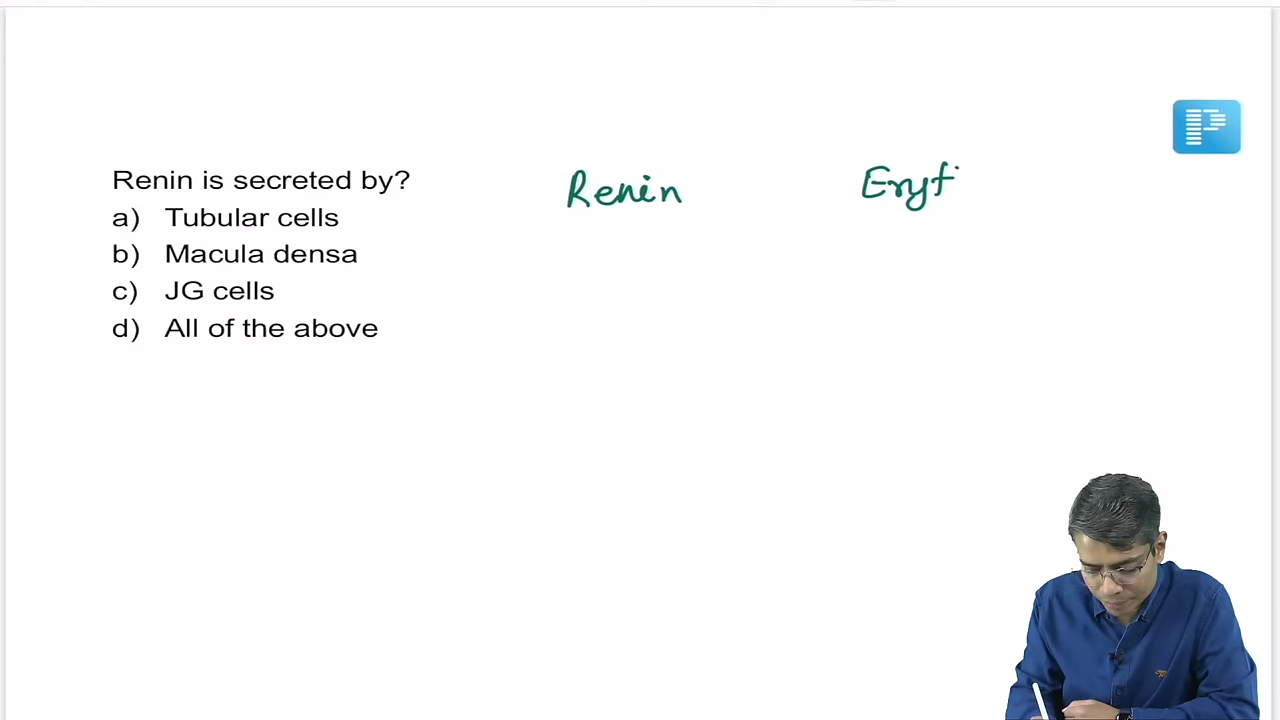 Renin is secreted by?
a) Tubular cells
b) Macula densa
c) JG cells
d) All of the above
Renin
Eryt